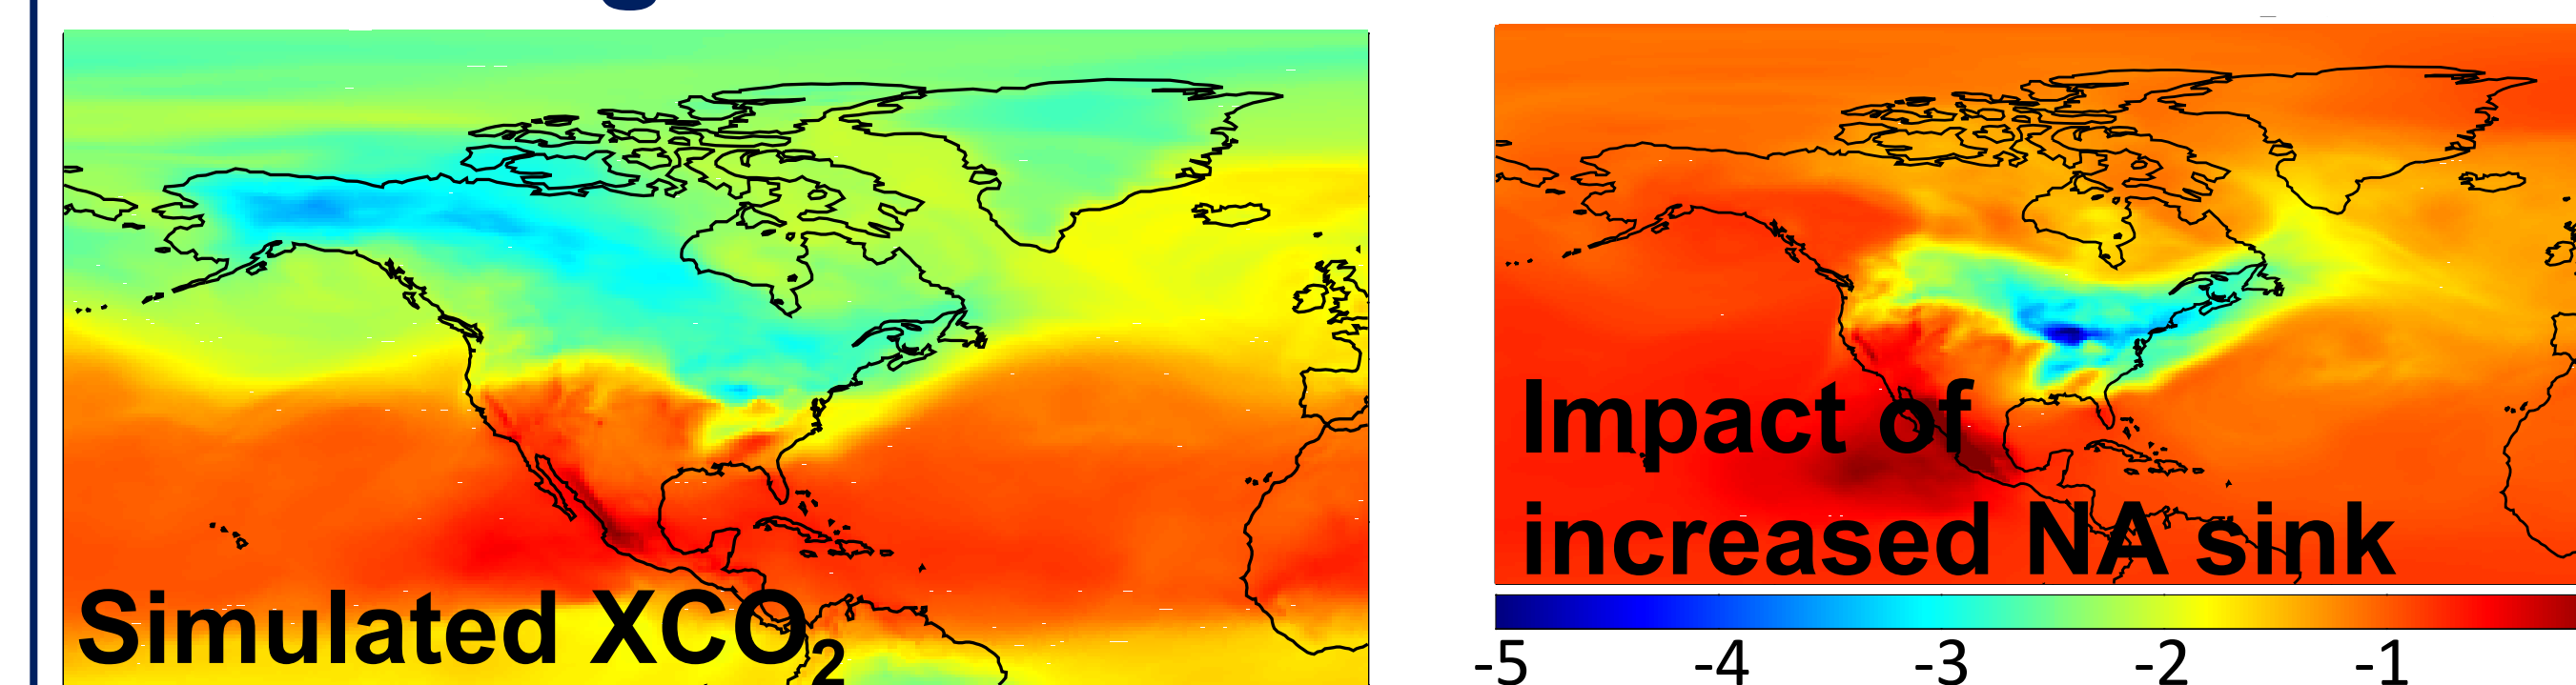 Simulated XCO₂
Impact of
increased NA sink
-5 -4 -3 -2 -1